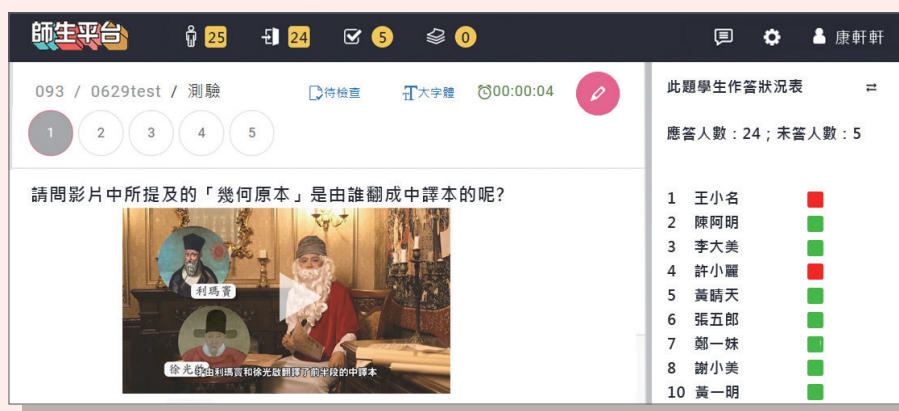 師生平台 25 24 5 0 康軒軒
093 / 0629test / 測驗 待檢查 大字體 00:00:04
1 2 3 4 5
請問影片中所提及的「幾何原本」是由誰翻成中譯本的呢?
利瑪竇
徐光啟
由利瑪竇和徐光啟翻譯了前半段的中譯本
此題學生作答狀況表
應答人數：24；未答人數：5
1 王小名
2 陳阿明
3 李大美
4 許小麗
5 黃晴天
6 張五郎
7 鄭一妹
8 謝小美
10 黃一明